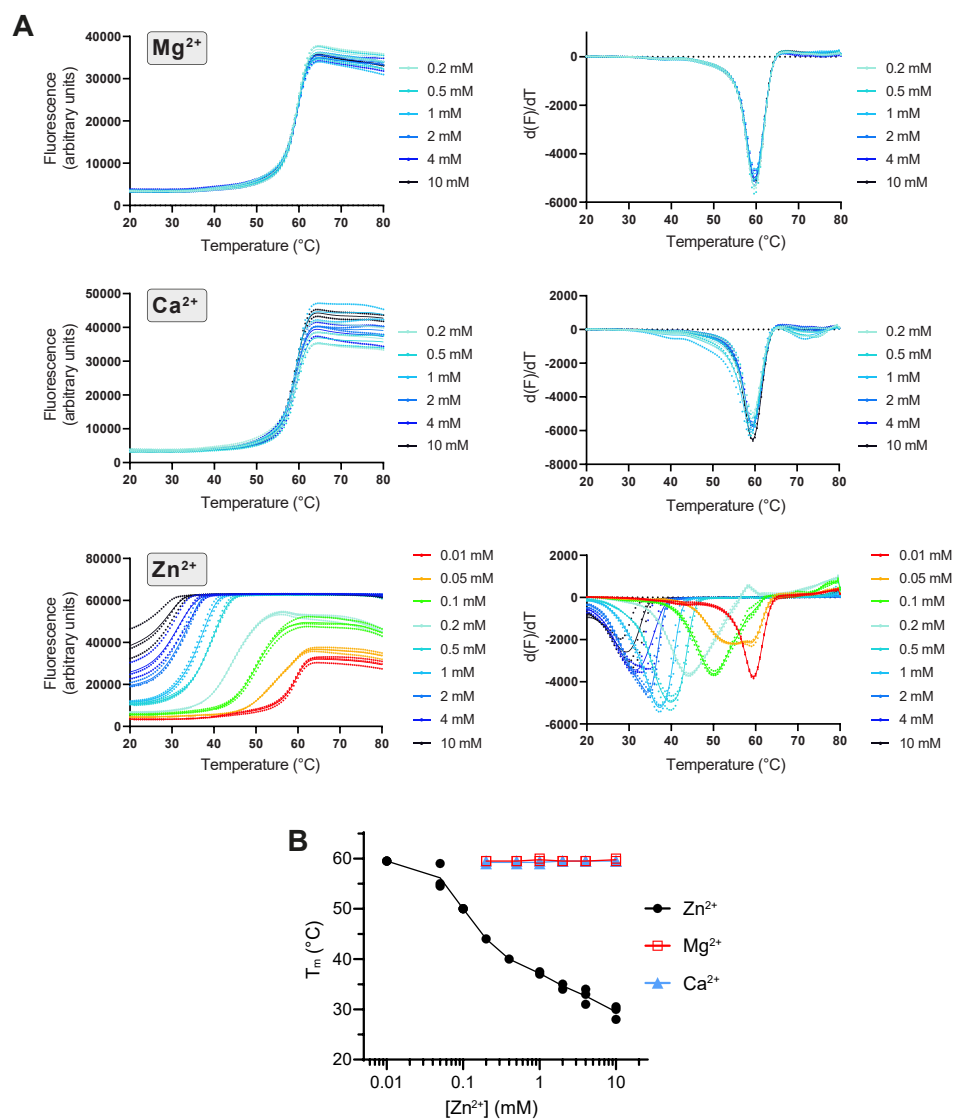 A
Mg²⁺
Fluorescence
(arbitrary units)
40000
30000
20000
10000
0
20 30 40 50 60 70 80
Temperature (°C)
0.2 mM
0.5 mM
1 mM
2 mM
4 mM
10 mM
d(F)/dT
0
-2000
-4000
-6000
20 30 40 50 60 70 80
Temperature (°C)
0.2 mM
0.5 mM
1 mM
2 mM
4 mM
10 mM
Ca²⁺
Fluorescence
(arbitrary units)
50000
40000
30000
20000
10000
0
20 30 40 50 60 70 80
Temperature (°C)
0.2 mM
0.5 mM
1 mM
2 mM
4 mM
10 mM
d(F)/dT
2000
0
-2000
-4000
-6000
-8000
20 30 40 50 60 70 80
Temperature (°C)
0.2 mM
0.5 mM
1 mM
2 mM
4 mM
10 mM
Zn²⁺
Fluorescence
(arbitrary units)
80000
60000
40000
20000
0
20 30 40 50 60 70 80
Temperature (°C)
0.01 mM
0.05 mM
0.1 mM
0.2 mM
0.5 mM
1 mM
2 mM
4 mM
10 mM
d(F)/dT
2000
0
-2000
-4000
-6000
20 30 40 50 60 70 80
Temperature (°C)
0.01 mM
0.05 mM
0.1 mM
0.2 mM
0.5 mM
1 mM
2 mM
4 mM
10 mM
B
Tₘ (°C)
60
50
40
30
20
0.01 0.1 1 10
[Zn²⁺] (mM)
Zn²⁺
Mg²⁺
Ca²⁺